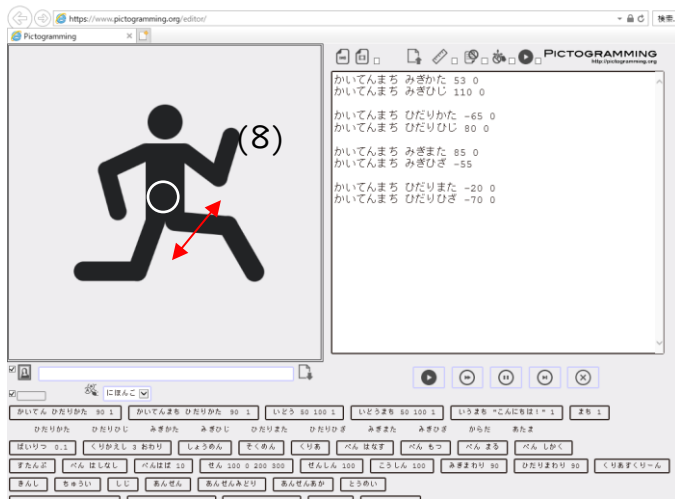 https://www.pictogramming.org/editor/
検索.
Pictogramming
PICTOGRAMMING
http://pictogramming.org
かいてんまち みぎかた 53 0
かいてんまち みぎひじ 110 0
かいてんまち ひだりかた -65 0
かいてんまち ひだりひじ 80 0
かいてんまち みぎまた 85 0
かいてんまち みぎひざ -55
かいてんまち ひだりまた -20 0
かいてんまち ひだりひざ -70 0
(8)
にほんご
かいてん ひだりかた 90 1 かいてんまち ひだりかた 90 1 いどう 50 100 1 いどうまち 50 100 1 いうまち "こんにちは!" 1 まち 1
ひだりかた ひだりひじ みぎかた みぎひじ ひだりまた ひだりひざ みぎまた みぎひざ からだ あたま
ばいりつ 0.1 くりかえし 3 おわり しょうめん そくめん くりあ ぺん はなす ぺん もつ ぺん まる ぺん しかく
すたんぷ ぺん けしなし ぺんはば 10 せん 100 0 200 300 ぜんしん 100 こうしん 100 みぎまわり 90 ひだりまわり 90 くりあすくりーん
きんし ちゅうい しじ あんぜん あんぜんみどり あんぜんあか とうめい